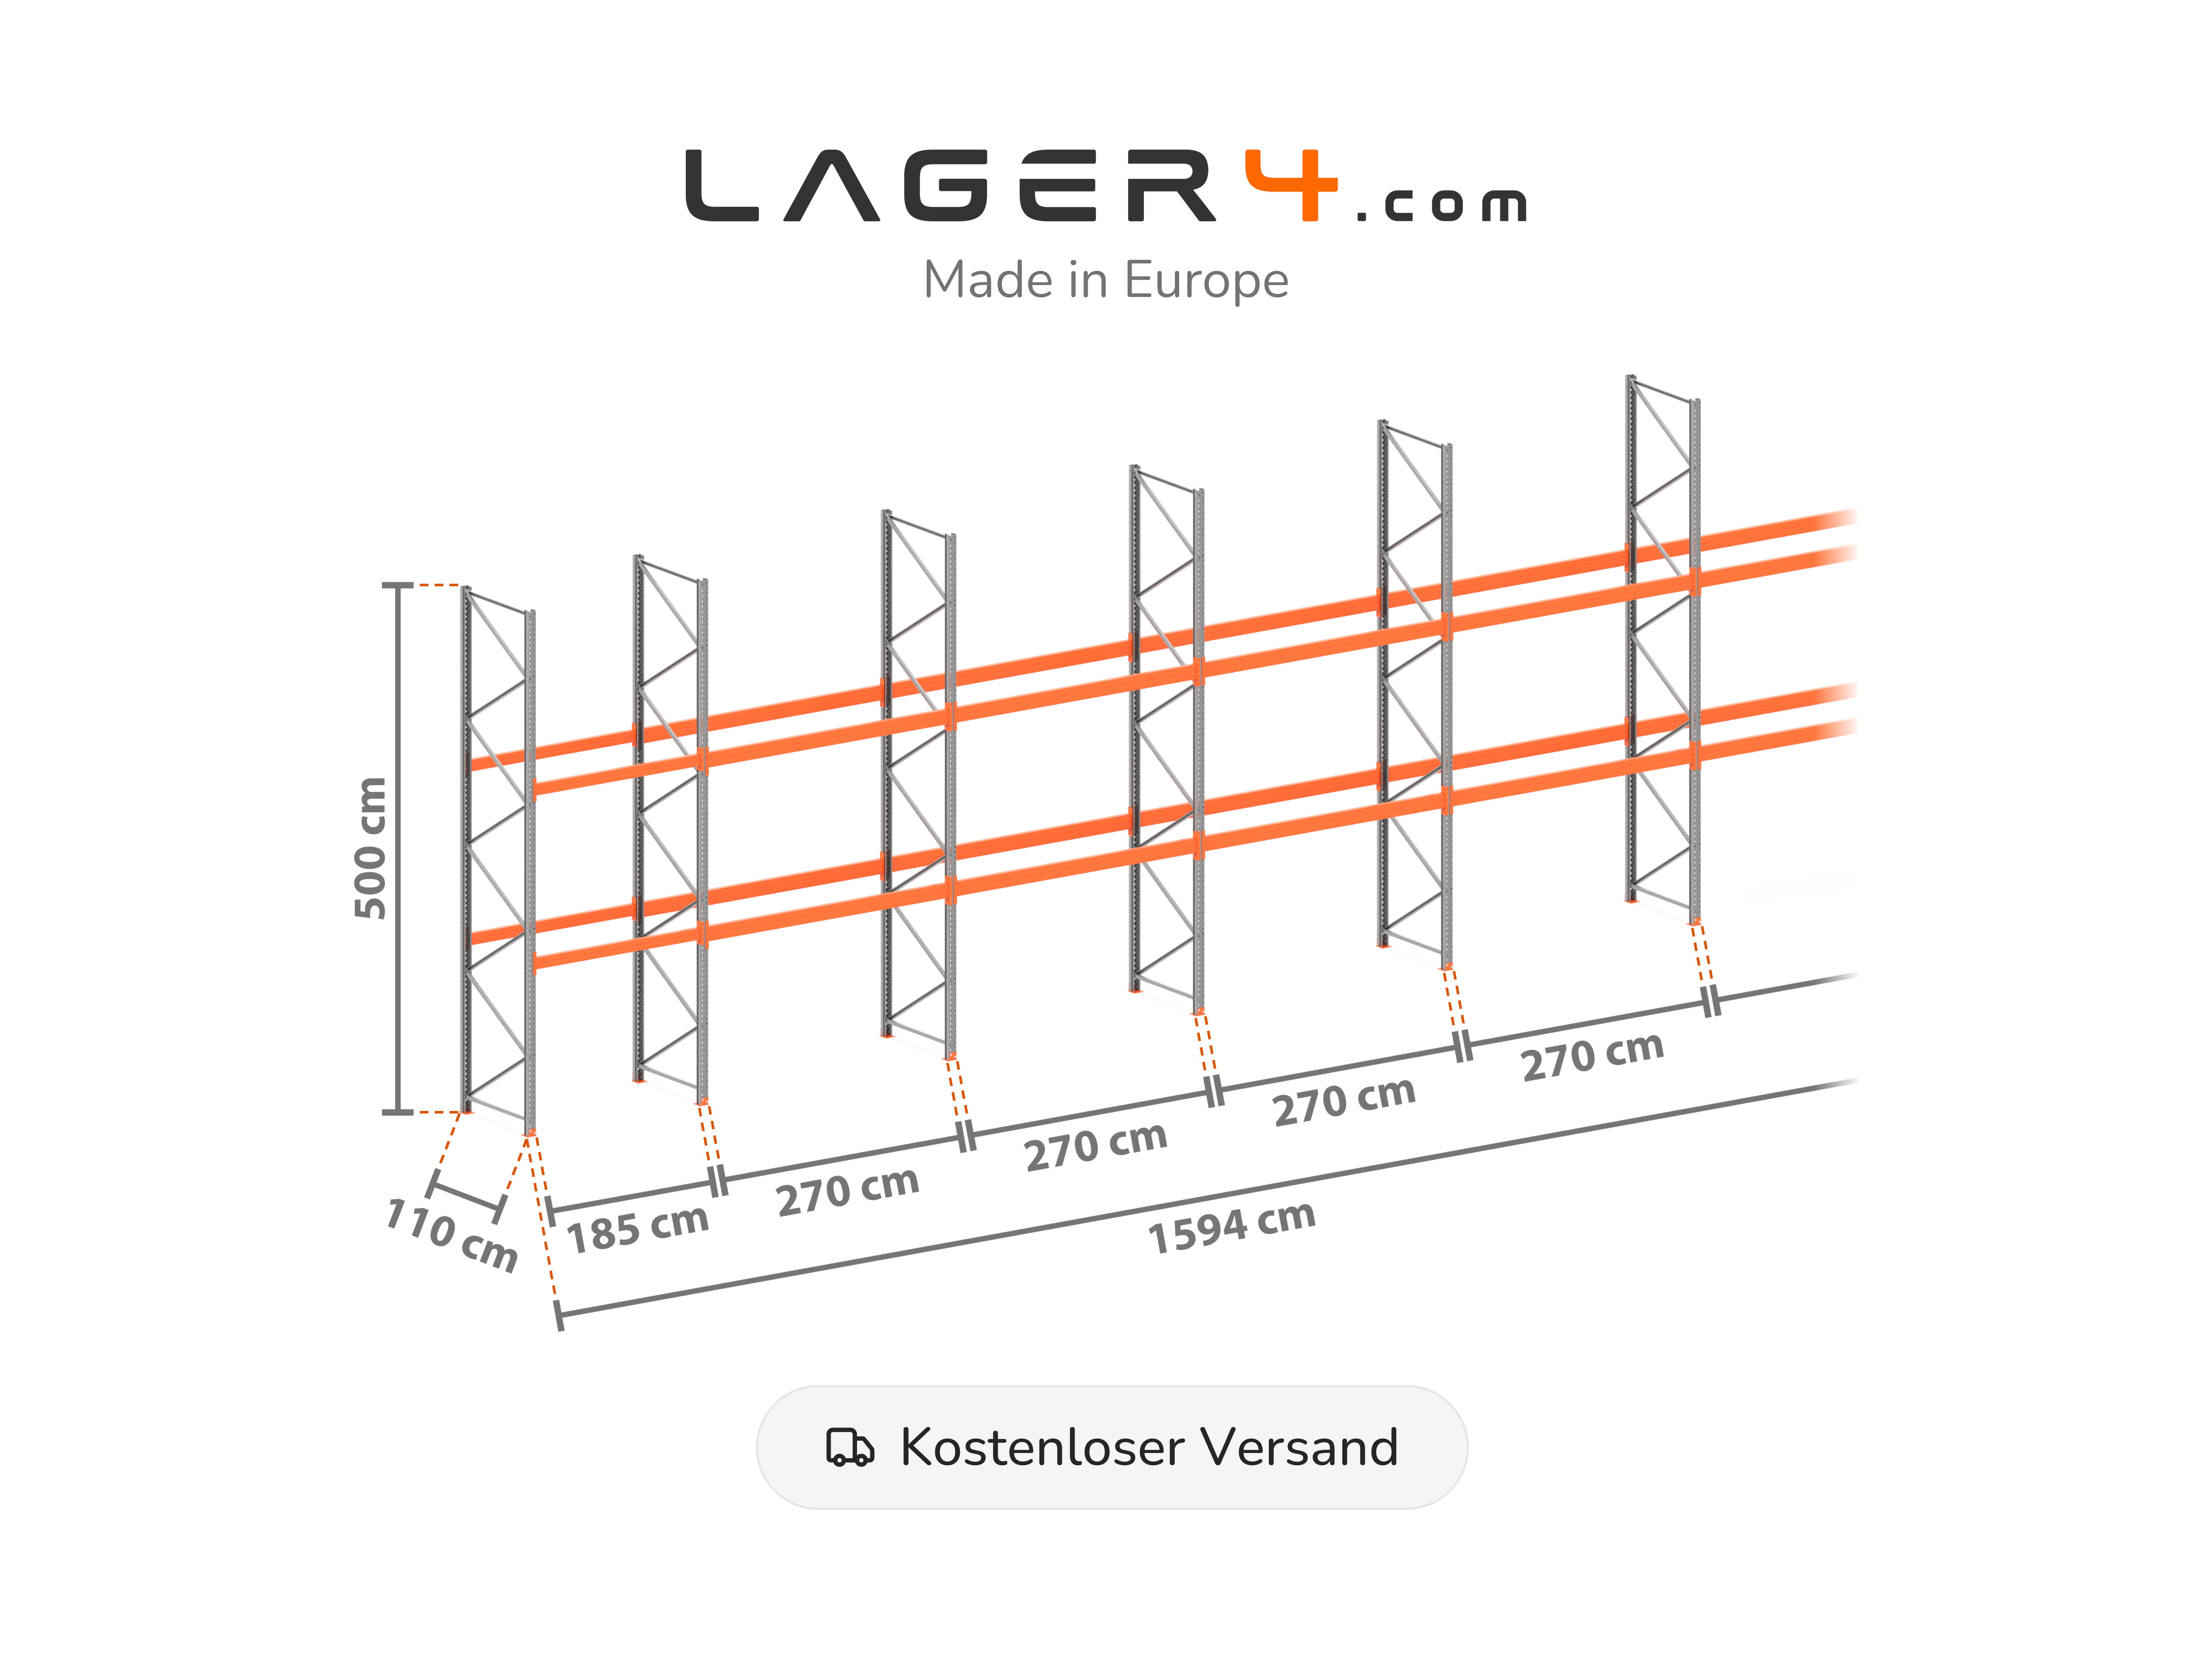 LAGER4.com
Made in Europe
500 cm
110 cm
185 cm
270 cm
270 cm
270 cm
270 cm
1594 cm
Kostenloser Versand